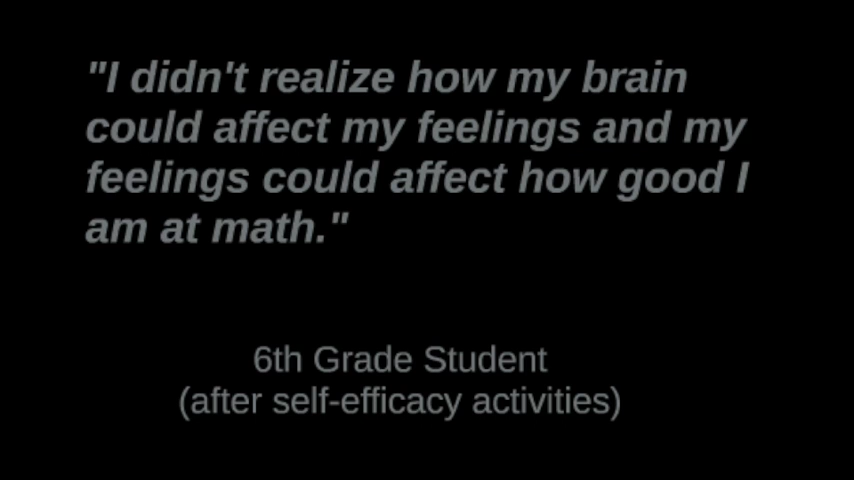 "I didn't realize how my brain
could affect my feelings and my
feelings could affect how good I
am at math."
6th Grade Student
(after self-efficacy activities)